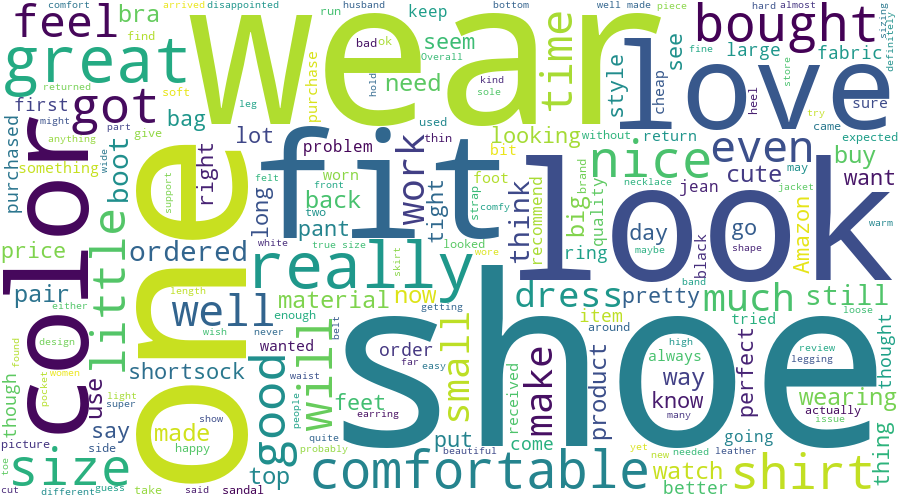 comfort
arrived
disappointed
run
husband
bottom
well made
piece
hard
almost
feel
bra
find
keep
wear
bought
sizing
definitely
great
seem
Overall
bad
ok
time
purchase
style
see
large
fabric
love
cheap
fine
store
heel
sure
returned
soft
need
hold
kind
sole
leg
got
first
might
anything
part
give
bag
lot
problem
used
thin
looking
without
return
try
came
expected
purchased
something
wide
boot
color
one
right
support
felt
long
fit
worn
front
back
two
work
tight
bit
foot
strap
comfy
think
recommend
nice
big
brand
quality
necklace
even
cute
jean
may
jacket
buy
want
warm
look
price
little
ordered
pant
white
true size
looked
wore
skirt
ring
day
maybe
black
go
shape
Amazon
band
pair
either
length
well
really
material
now
getting
dress
pretty
much
still
loose
design
found
pocket
women
use
wish
enough
never
belt
will
wanted
small
shoe
item
around
tried
high
review
legging
thought
shortsock
good
waist
people
order
far
easy
make
product
always
way
know
many
perfect
wearing
actually
issue
though
light
super
say
side
picture
made
happy
show
feet
earring
quite
probably
put
received
beautiful
come
yet
new
needed
going
leather
thing
toe
size
cut
different
guess
take
said
sandal
top
comfortable
watch
better
shirt